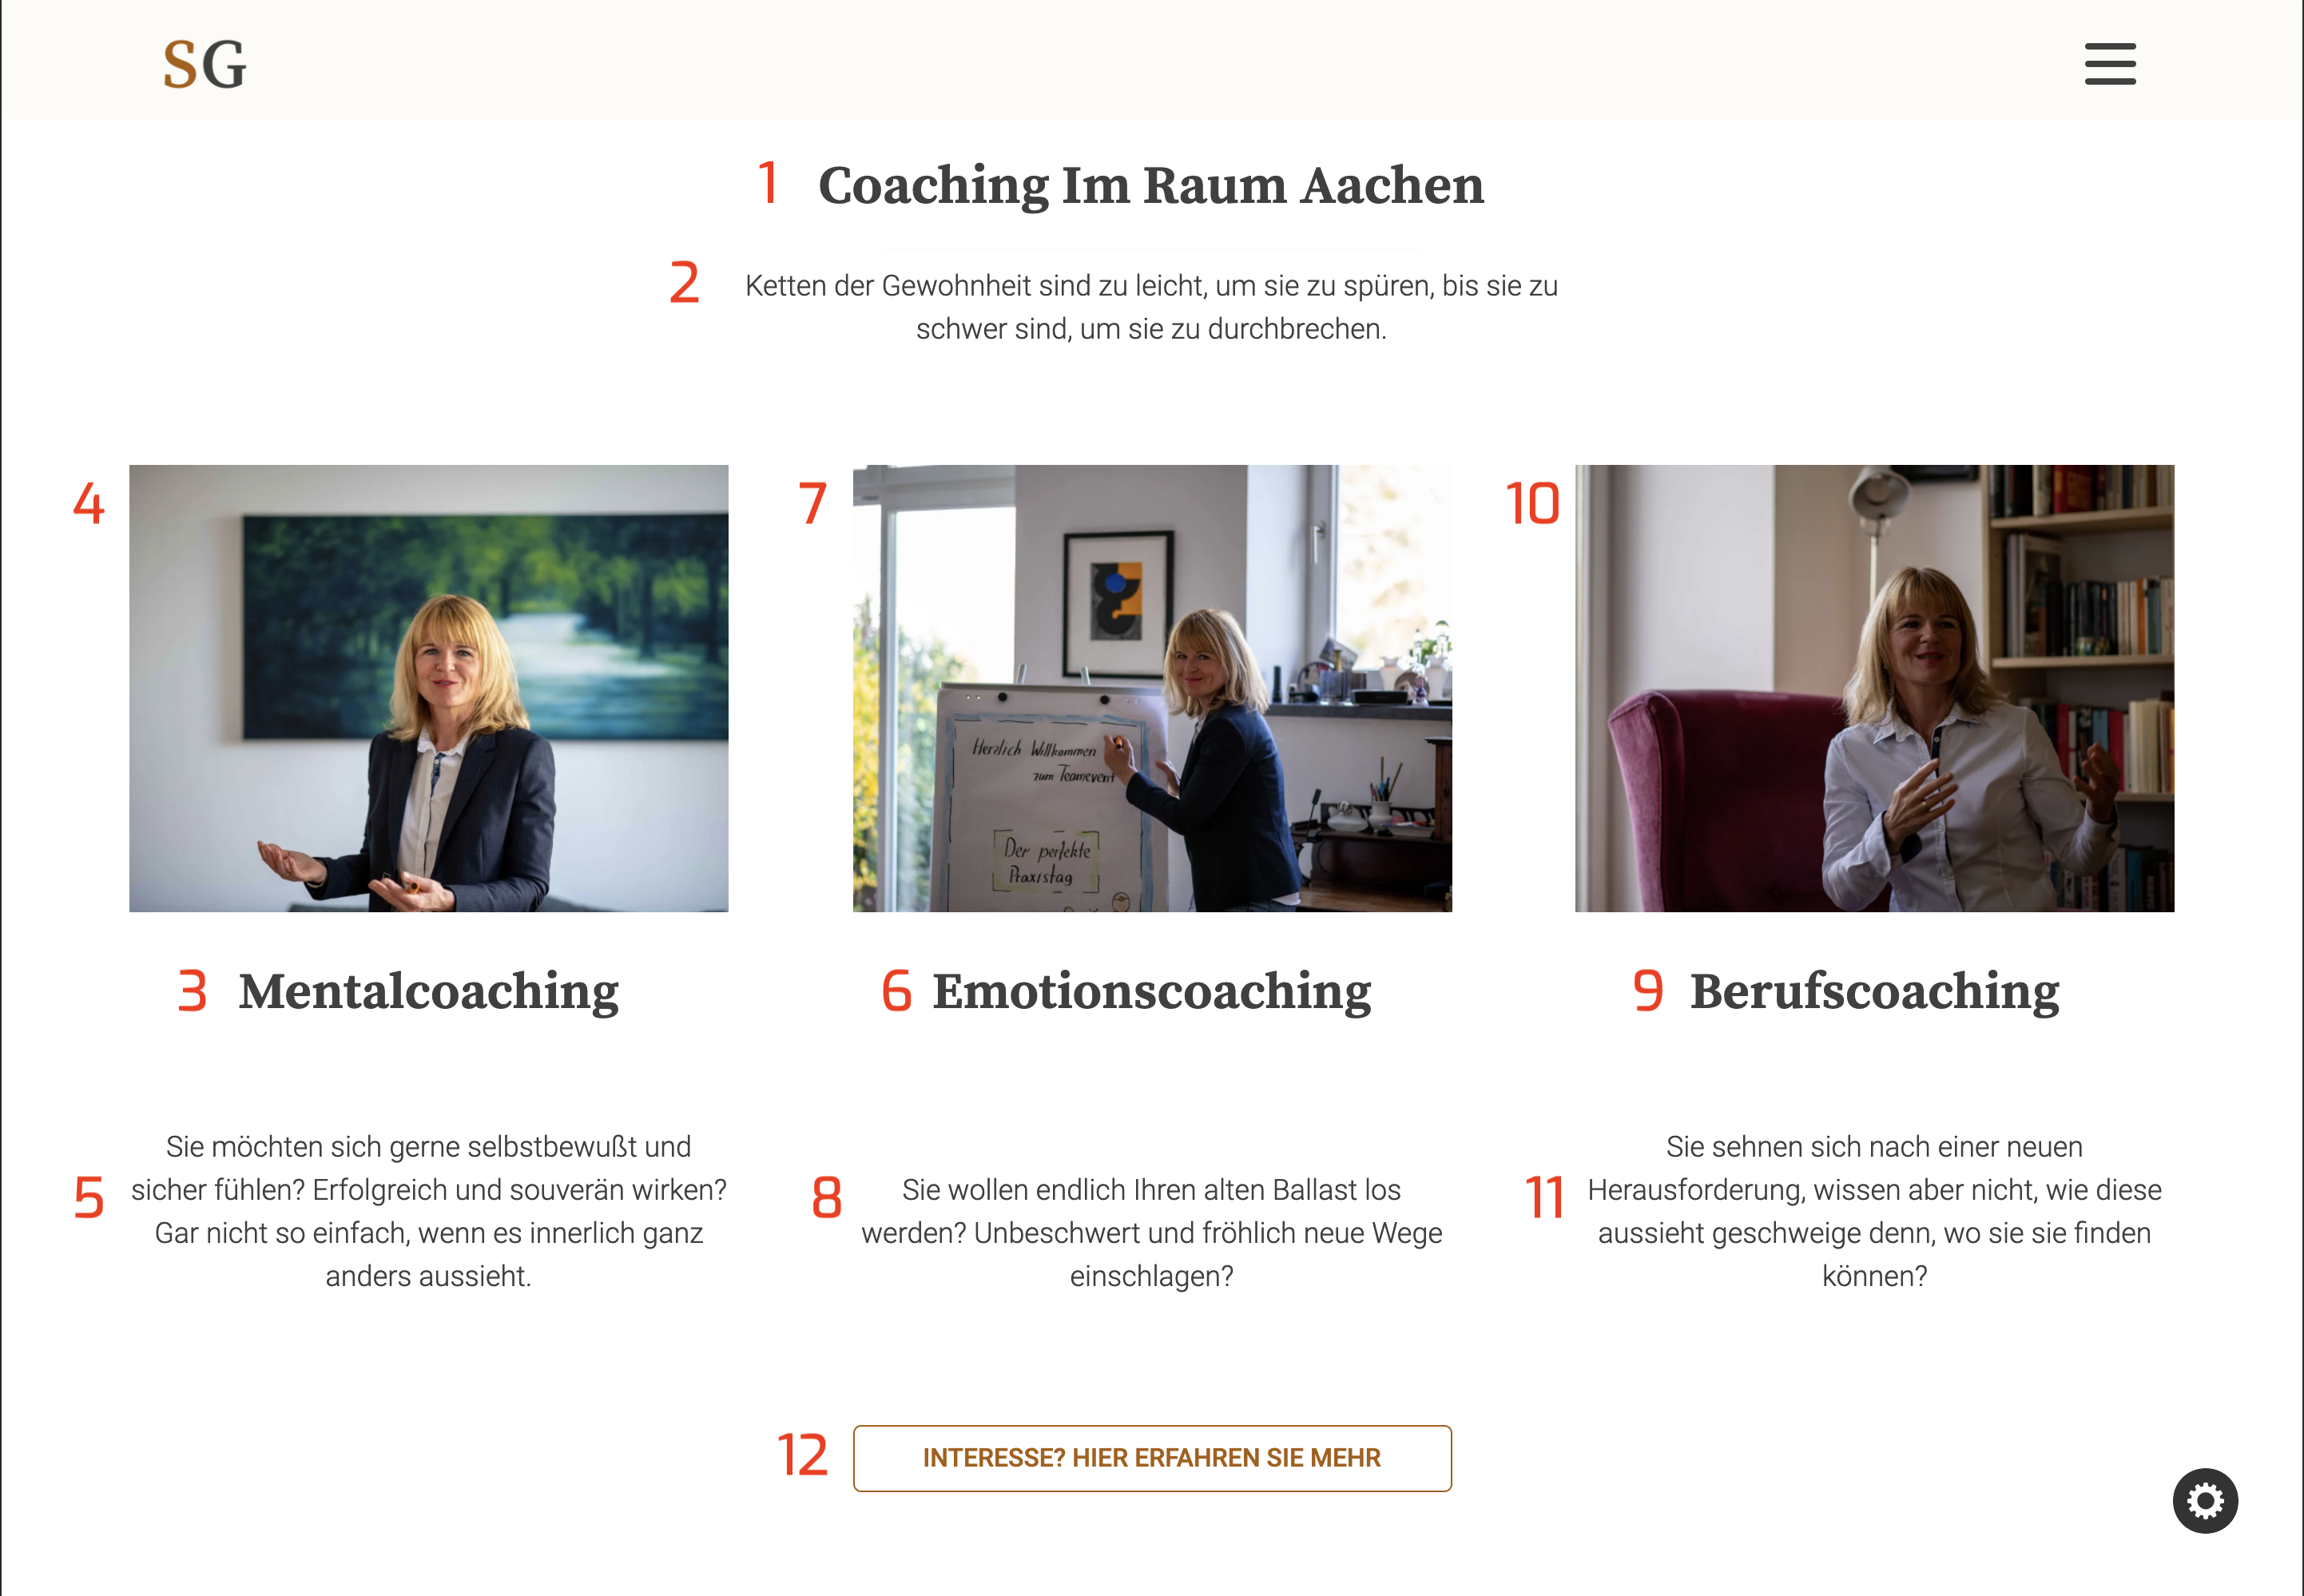 SG
1 Coaching Im Raum Aachen
2 Ketten der Gewohnheit sind zu leicht, um sie zu spüren, bis sie zu
schwer sind, um sie zu durchbrechen.
4
7
Herzlich Willkommen
zum Teamevent
Der perfekte
Praxistag
10
3 Mentalcoaching
6 Emotionscoaching
9 Berufscoaching
5 Sie möchten sich gerne selbstbewußt und
sicher fühlen? Erfolgreich und souverän wirken?
Gar nicht so einfach, wenn es innerlich ganz
anders aussieht.
8 Sie wollen endlich Ihren alten Ballast los
werden? Unbeschwert und fröhlich neue Wege
einschlagen?
11 Sie sehnen sich nach einer neuen
Herausforderung, wissen aber nicht, wie diese
aussieht geschweige denn, wo sie sie finden
können?
12 INTERESSE? HIER ERFAHREN SIE MEHR